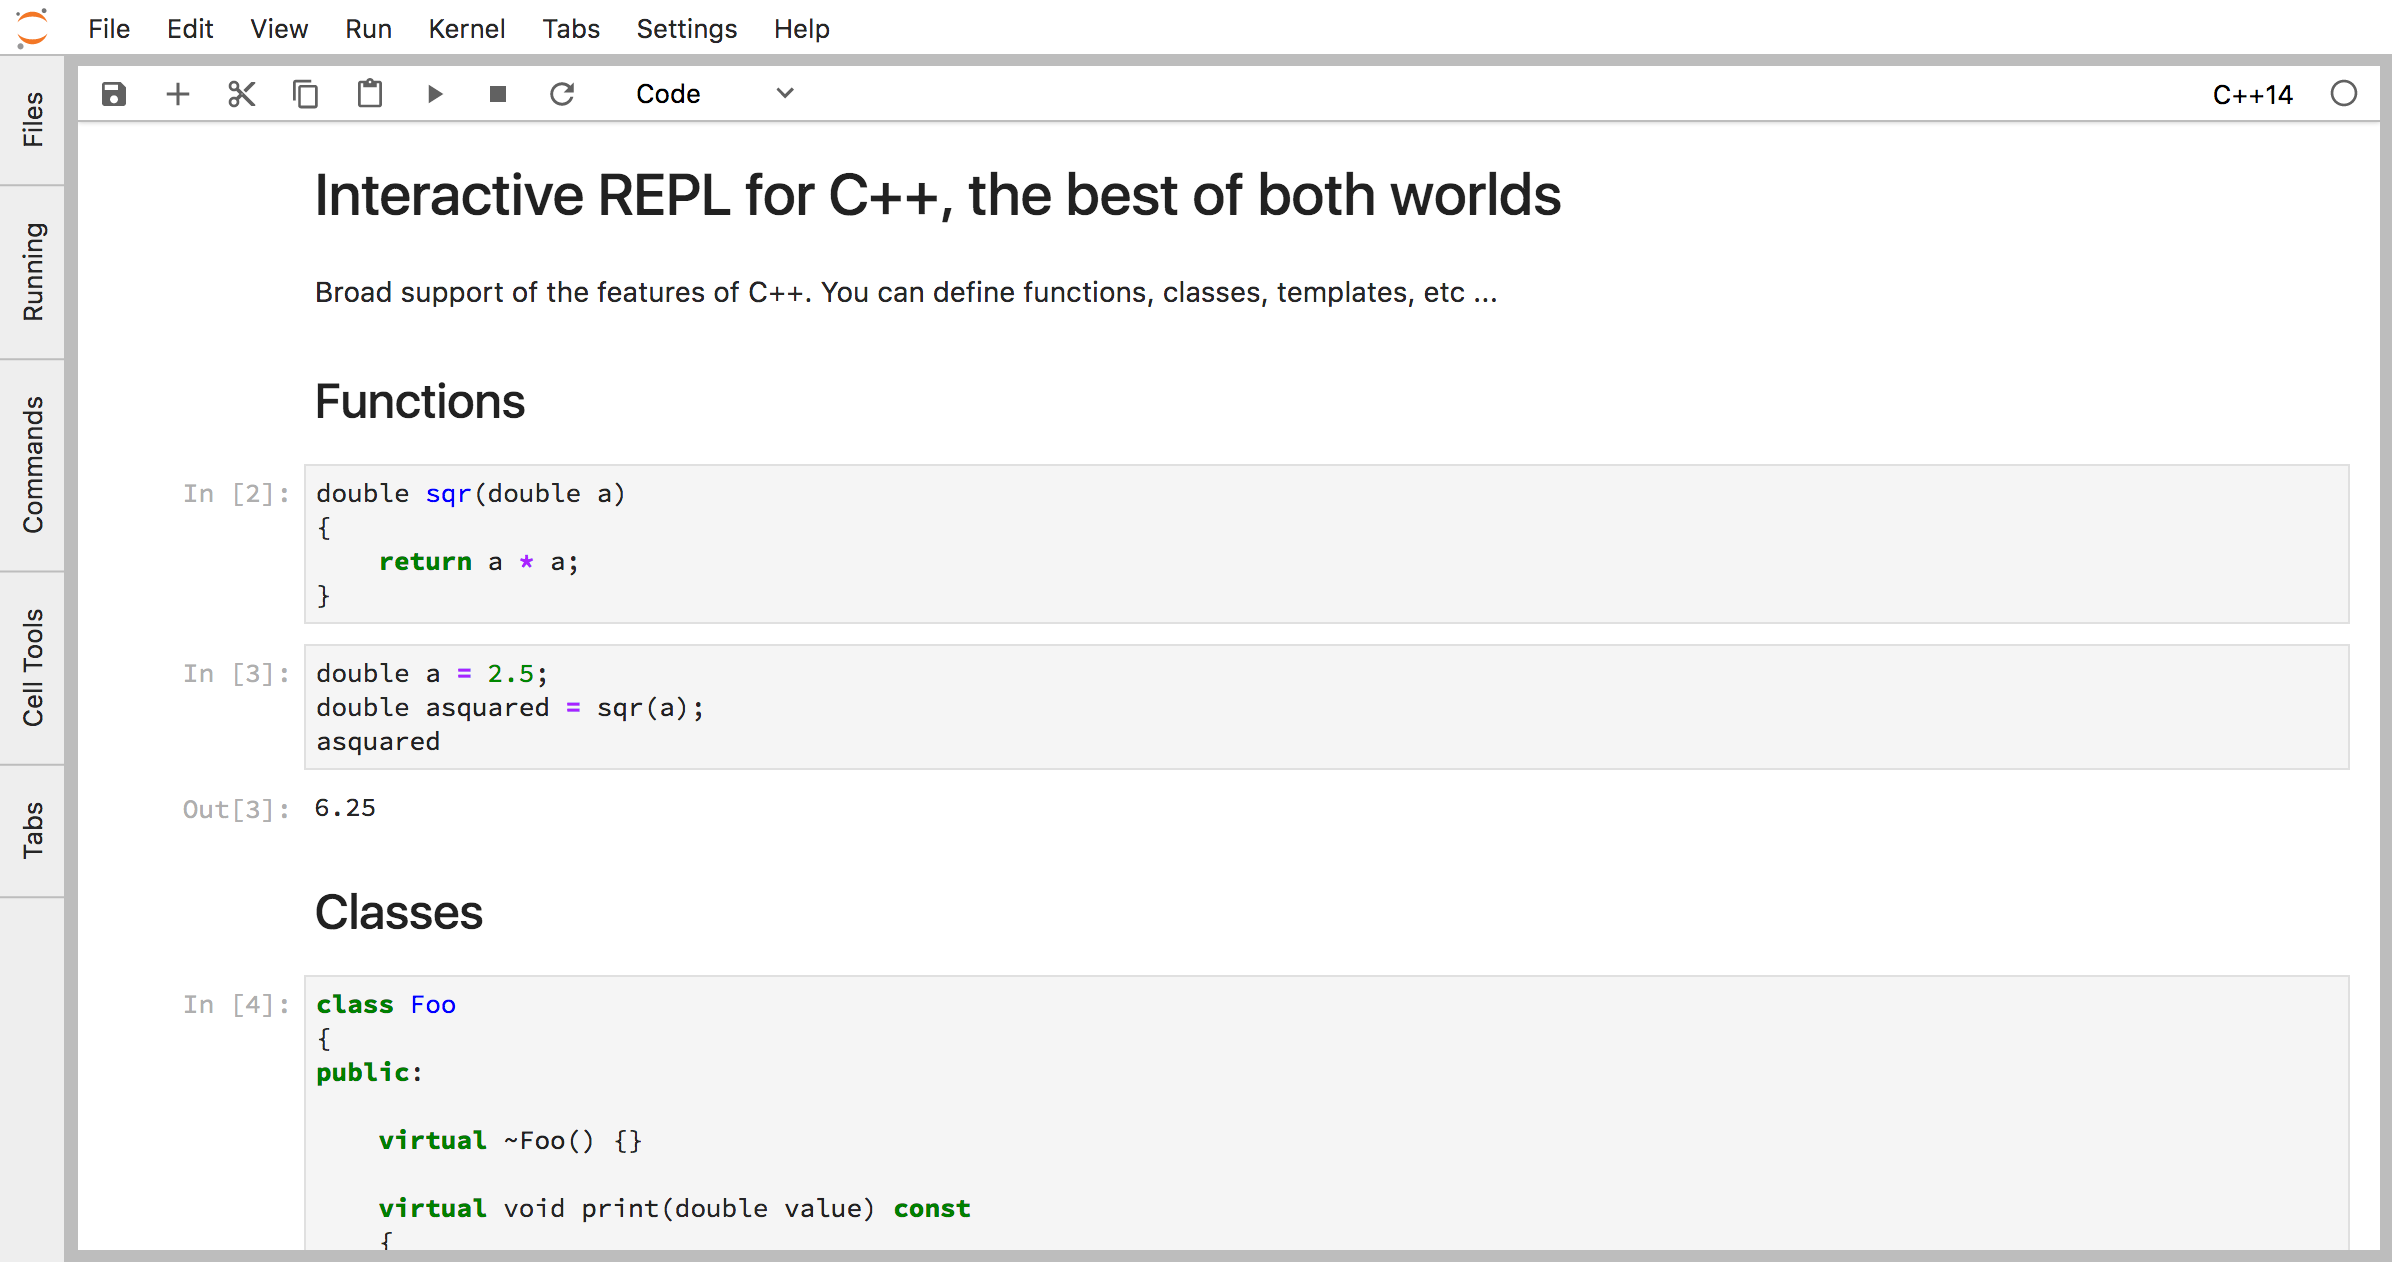 File Edit View Run Kernel Tabs Settings Help
Files
Running
Commands
Cell Tools
Tabs
Code
C++14
Interactive REPL for C++, the best of both worlds
Broad support of the features of C++. You can define functions, classes, templates, etc ...
Functions
In [2]:
double sqr(double a)
{
    return a * a;
}
In [3]:
double a = 2.5;
double asquared = sqr(a);
asquared
Out[3]:
6.25
Classes
In [4]:
class Foo
{
public:
    virtual ~Foo() {}
    virtual void print(double value) const
    {